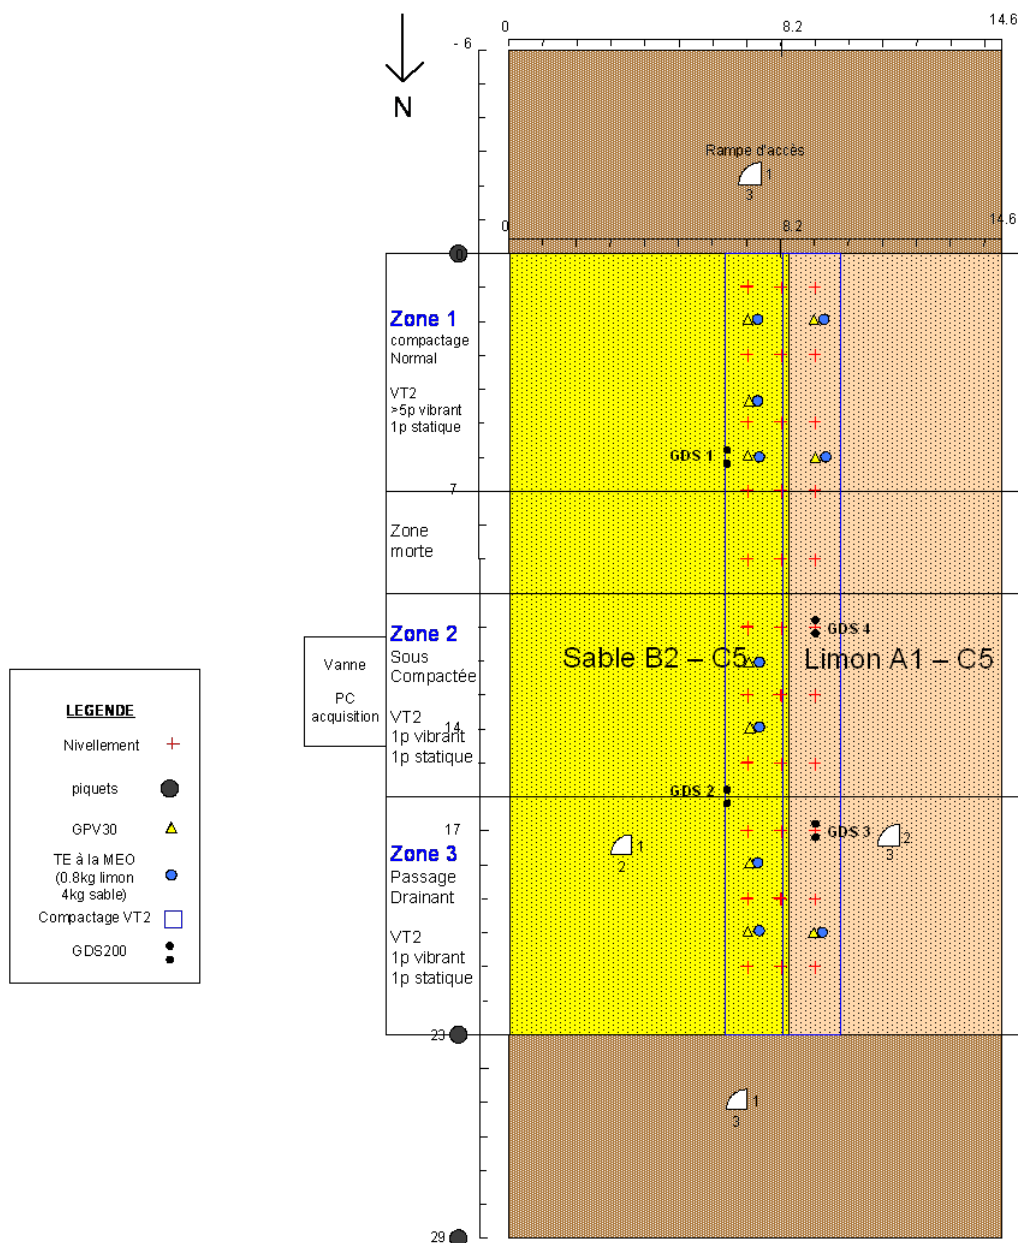 0
8.2
14.6
- 6
N
Rampe d'accès
1
3
0
8.2
14.6
0
Zone 1
compactage
Normal
VT2
>5p vibrant
1p statique
GDS 1
7
Zone
morte
Zone 2
Sous
Compactée
VT2
14
1p vibrant
1p statique
GDS 4
Sable B2 – C5
Limon A1 – C5
Vanne
PC
acquisition
GDS 2
17
GDS 3
Zone 3
Passage
Drainant
VT2
1p vibrant
1p statique
1
2
2
3
LEGENDE
Nivellement
piquets
GPV30
TE à la MEO
(0.8kg limon
4kg sable)
Compactage VT2
GDS200
23
1
3
29